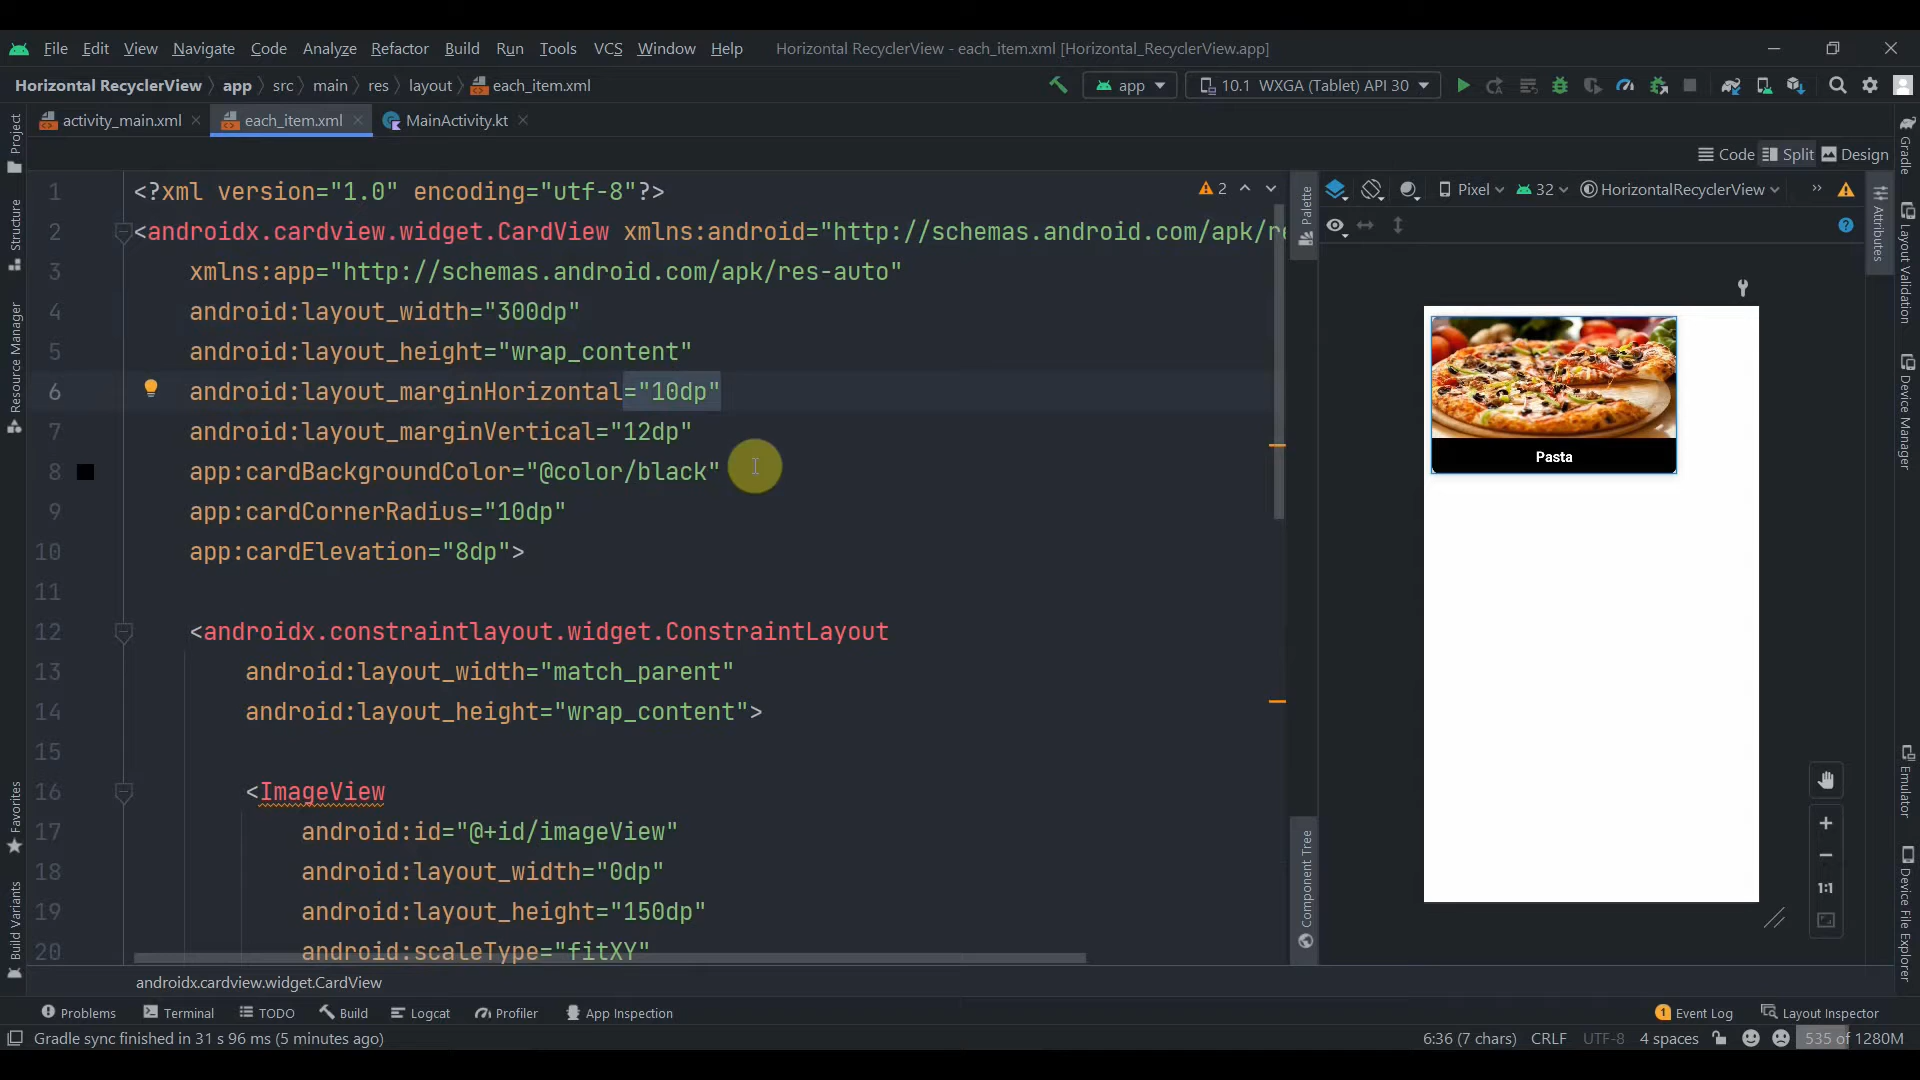 File Edit View Navigate Code Analyze Refactor Build Run Tools VCS Window Help Horizontal RecyclerView - each_item.xml [Horizontal_RecyclerView.app]
Horizontal RecyclerView app src main res layout each_item.xml app 10.1 WXGA (Tablet) API 30
activity_main.xml each_item.xml MainActivity.kt
Code Split Design
Project
Structure
Resource Manager
Favorites
Build Variants
1 <?xml version="1.0" encoding="utf-8"?>
2 <androidx.cardview.widget.CardView xmlns:android="http://schemas.android.com/apk/re
3 xmlns:app="http://schemas.android.com/apk/res-auto"
4 android:layout_width="300dp"
5 android:layout_height="wrap_content"
6 android:layout_marginHorizontal="10dp"
7 android:layout_marginVertical="12dp"
8 app:cardBackgroundColor="@color/black"
9 app:cardCornerRadius="10dp"
10 app:cardElevation="8dp">
11
12 <androidx.constraintlayout.widget.ConstraintLayout
13 android:layout_width="match_parent"
14 android:layout_height="wrap_content">
15
16 <ImageView
17 android:id="@+id/imageView"
18 android:layout_width="0dp"
19 android:layout_height="150dp"
20 android:scaleType="fitXY"
2
Palette
Component Tree
Pixel 32 HorizontalRecyclerView
Pasta
1:1
Attributes
Gradle
Layout Validation
Device Manager
Emulator
Device File Explorer
androidx.cardview.widget.CardView
Problems Terminal TODO Build Logcat Profiler App Inspection 1 Event Log Layout Inspector
Gradle sync finished in 31 s 96 ms (5 minutes ago) 6:36 (7 chars) CRLF UTF-8 4 spaces 535 of 1280M